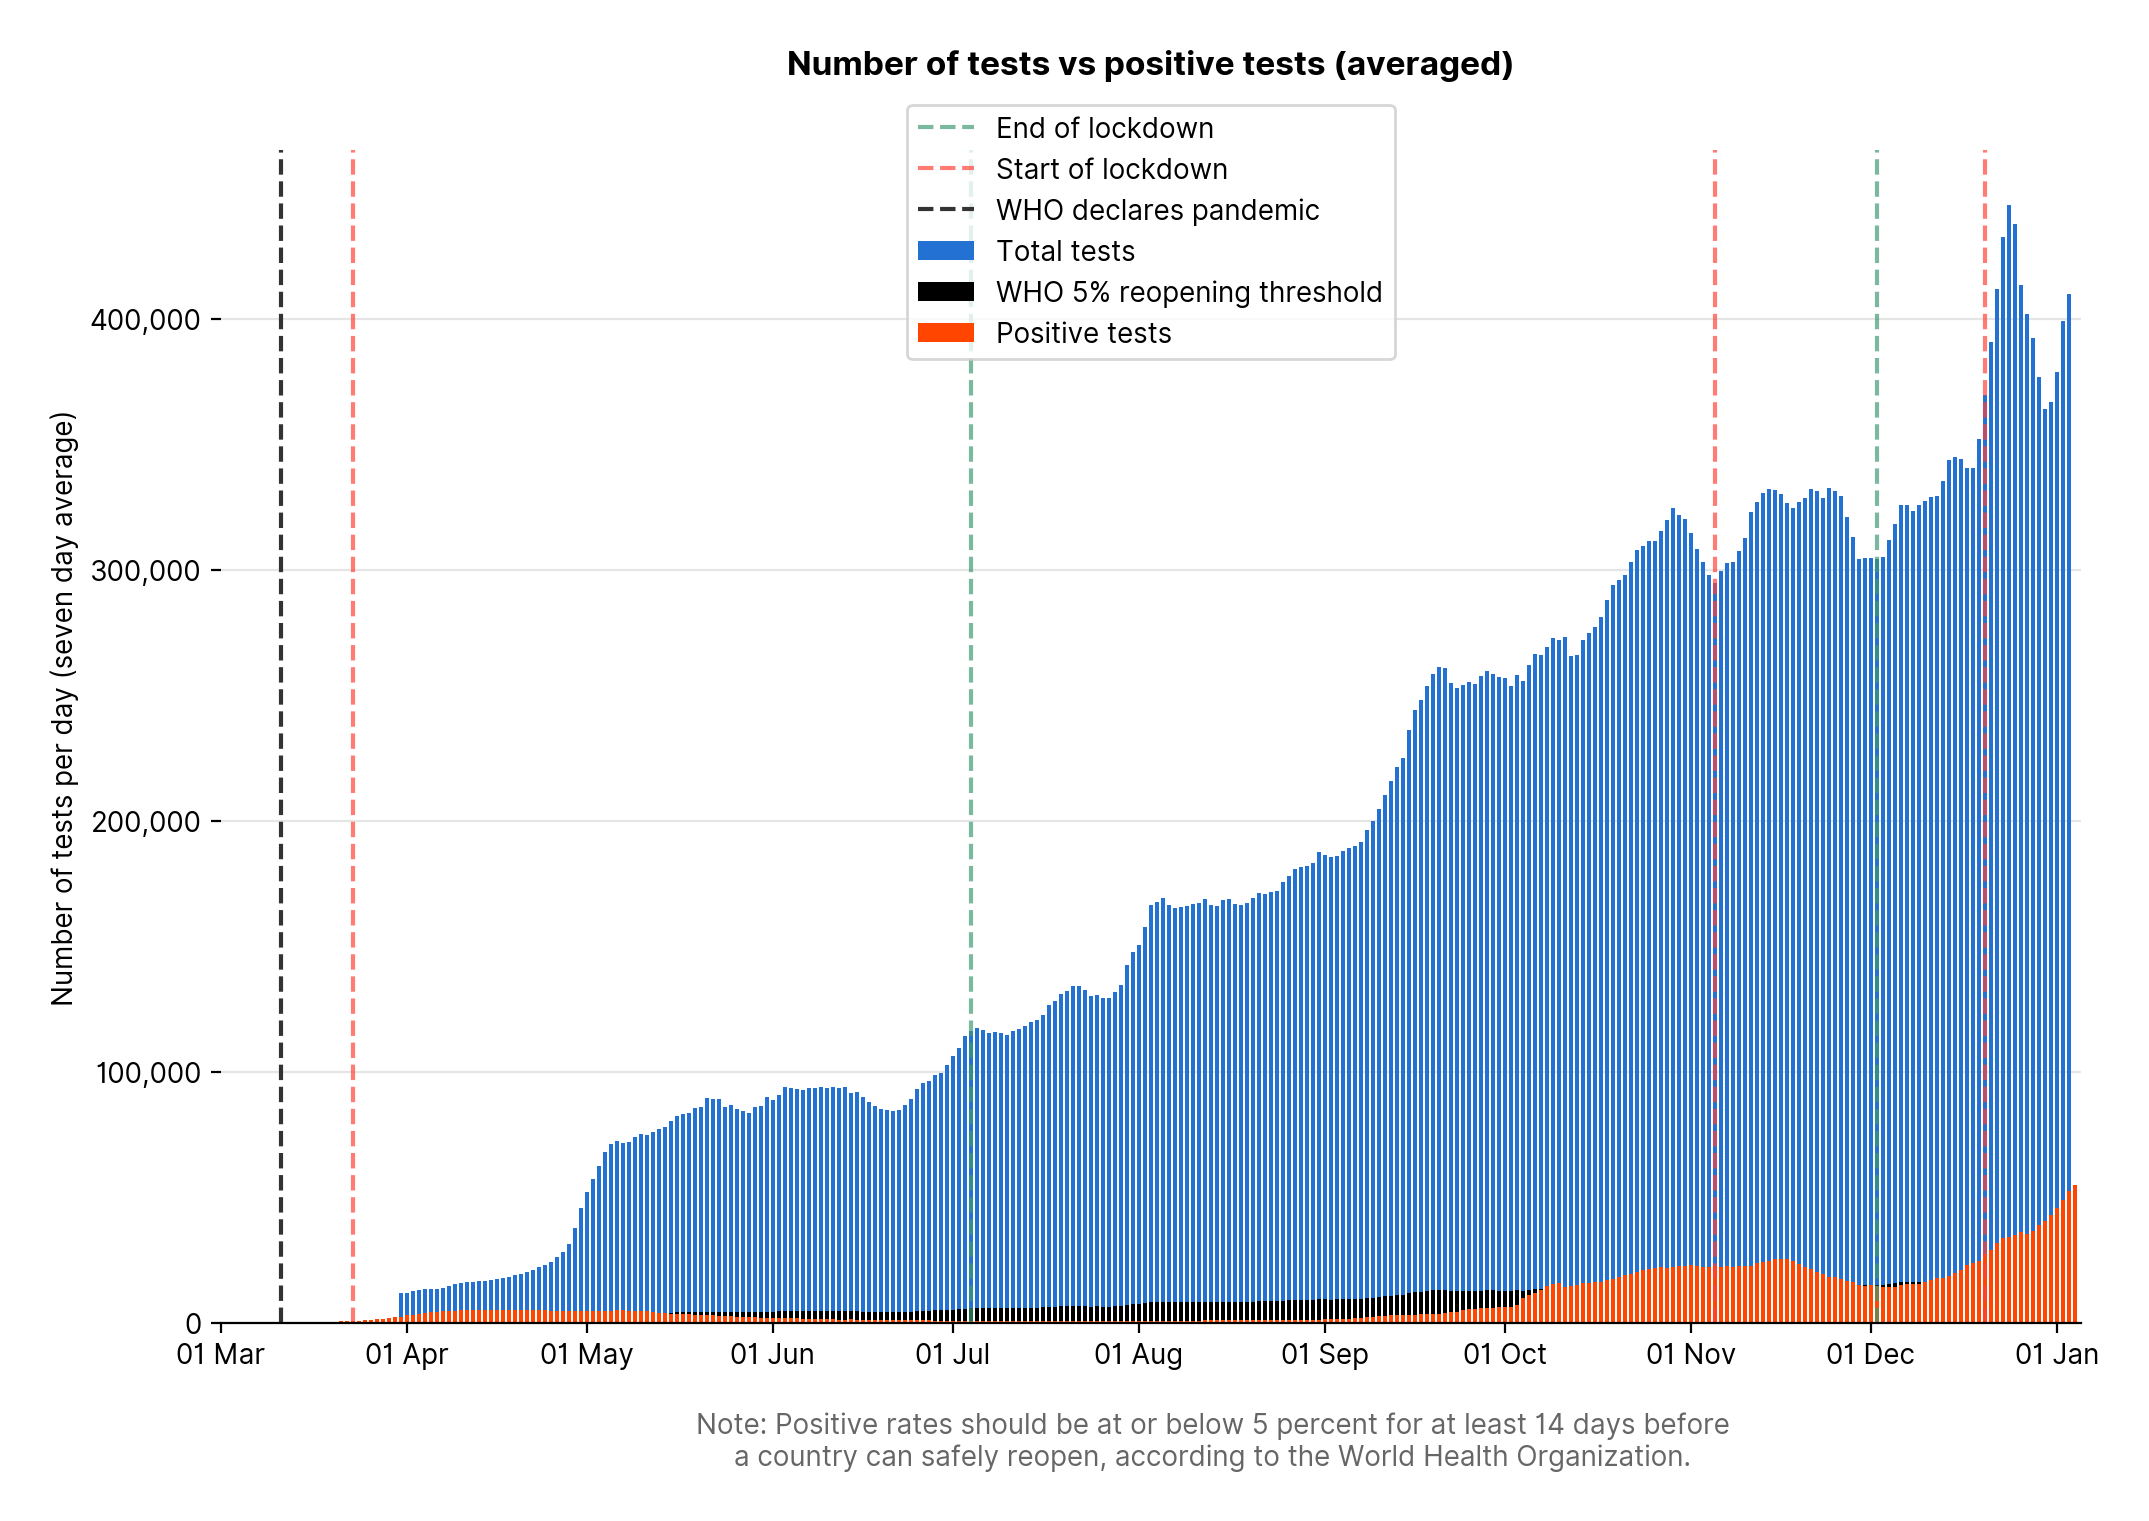 Number of tests vs positive tests (averaged)
End of lockdown
Start of lockdown
WHO declares pandemic
Total tests
WHO 5% reopening threshold
Positive tests
Number of tests per day (seven day average)
400,000
300,000
200,000
100,000
0
01 Mar 01 Apr 01 May 01 Jun 01 Jul 01 Aug 01 Sep 01 Oct 01 Nov 01 Dec 01 Jan
Note: Positive rates should be at or below 5 percent for at least 14 days before
a country can safely reopen, according to the World Health Organization.